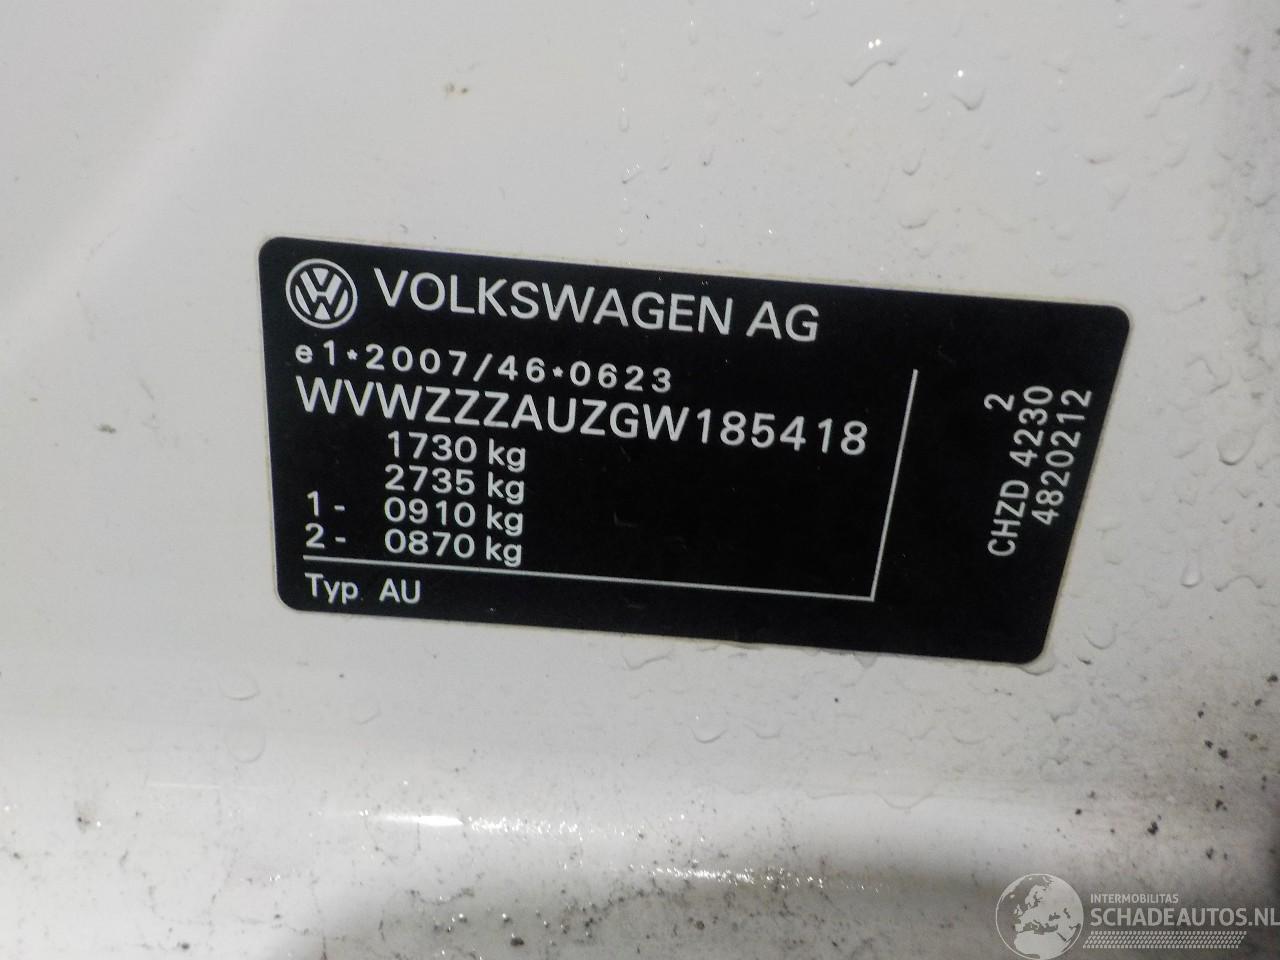 VOLKSWAGEN AG
e1*2007/46*0623
WVWZZZAUZGW185418
1730 kg
2735 kg
1- 0910 kg
2- 0870 kg
Typ AU
2
CHZD 4230
4820212
INTERMOBILITAS
SCHADEAUTOS.NL